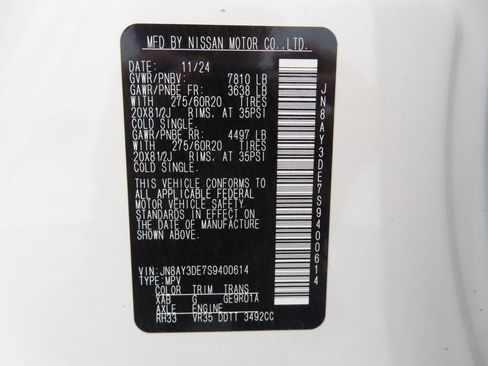 MFD BY NISSAN MOTOR CO.,LTD.
DATE: 11/24
GVWR/PNBV: 7810 LB
GAWR/PNBE FR: 3638 LB
WITH 275/60R20 TIRES
20X81/2J RIMS, AT 35PSI
COLD SINGLE.
GAWR/PNBE RR: 4497 LB
WITH 275/60R20 TIRES
20X81/2J RIMS, AT 35PSI
COLD SINGLE.
THIS VEHICLE CONFORMS TO
ALL APPLICABLE FEDERAL
MOTOR VEHICLE SAFETY
STANDARDS IN EFFECT ON
THE DATE OF MANUFACTURE
SHOWN ABOVE.
VIN: JN8AY3DE7S9400614
TYPE: MPV
COLOR TRIM TRANS
XAB G GE9R01A
AXLE ENGINE
RH33 VR35 DDTT 3492CC
JN8AY3DE7S9400614